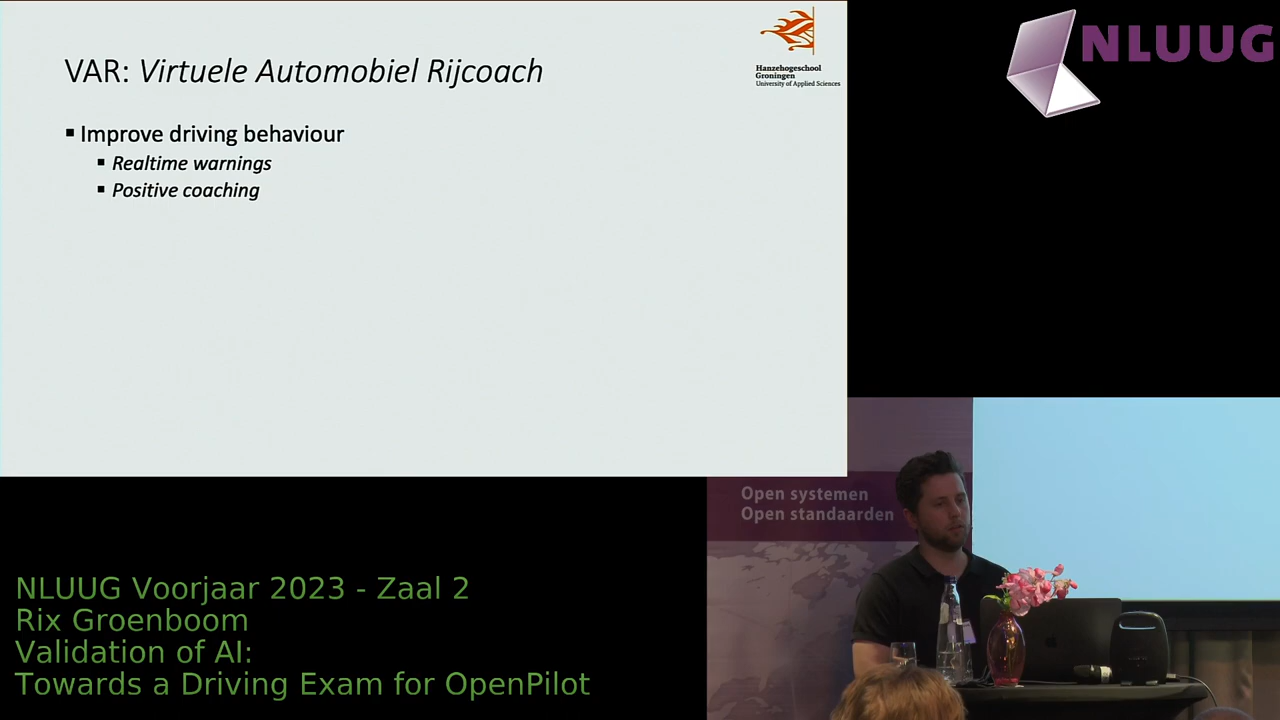 VAR: Virtuele Automobiel Rijcoach
Hanzehogeschool
Groningen
University of Applied Sciences
NLUUG
Improve driving behaviour
Realtime warnings
Positive coaching
Open systemen
Open standaarden
NLUUG Voorjaar 2023 - Zaal 2
Rix Groenboom
Validation of AI:
Towards a Driving Exam for OpenPilot